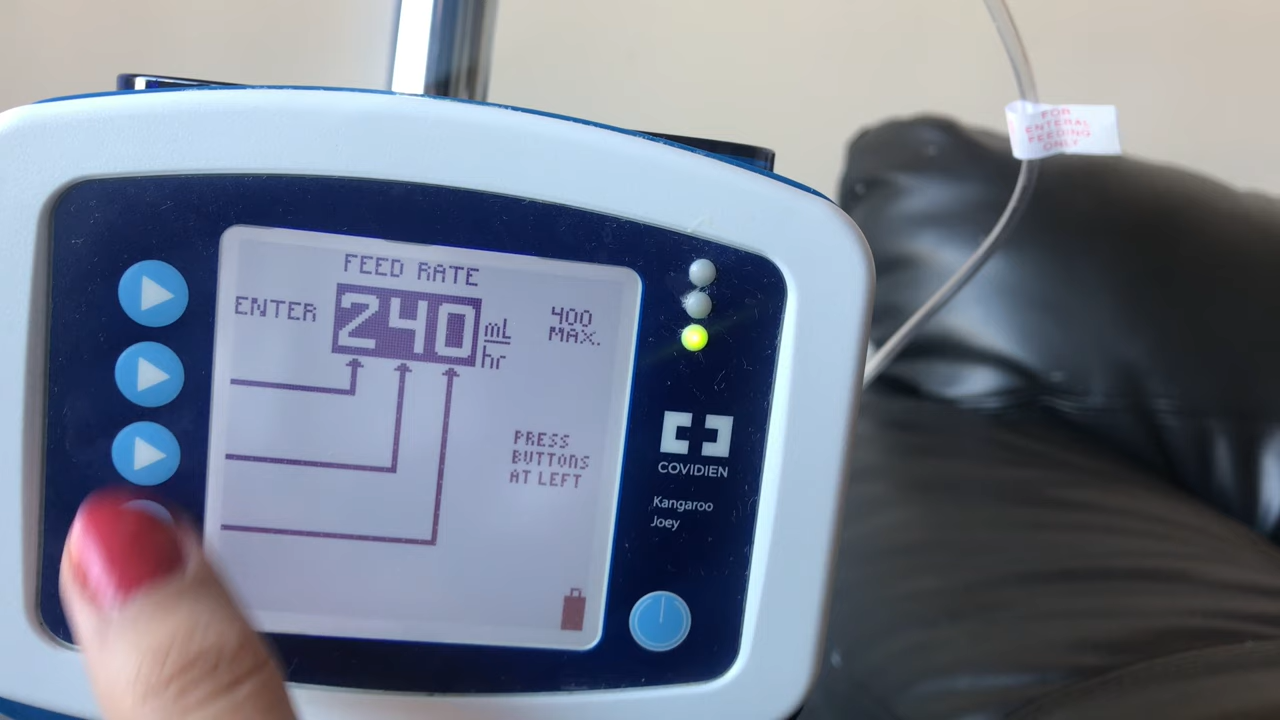 FEED RATE
ENTER 240 mL/hr
400
MAX.
PRESS
BUTTONS
AT LEFT
COVIDIEN
Kangaroo
Joey
FOR
ENTERAL
FEEDING
ONLY